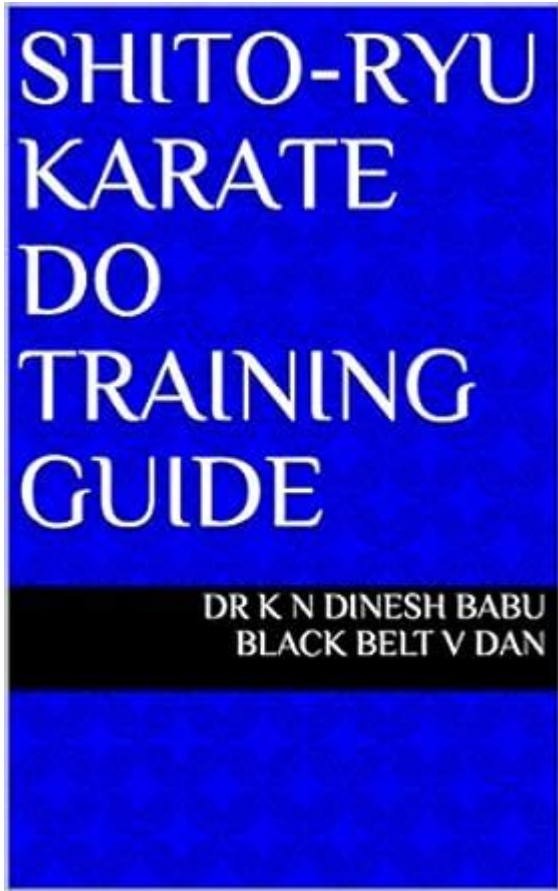 SHITO-RYU
KARATE
DO
TRAINING
GUIDE
DR K N DINESH BABU
BLACK BELT V DAN